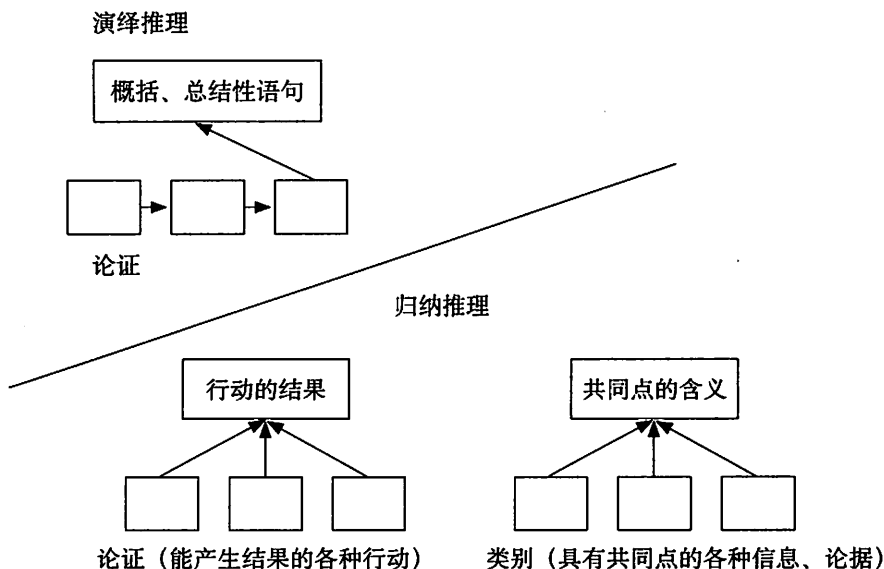 演绎推理
概括、总结性语句
论证
归纳推理
行动的结果
共同点的含义
论证（能产生结果的各种行动）
类别（具有共同点的各种信息、论据）